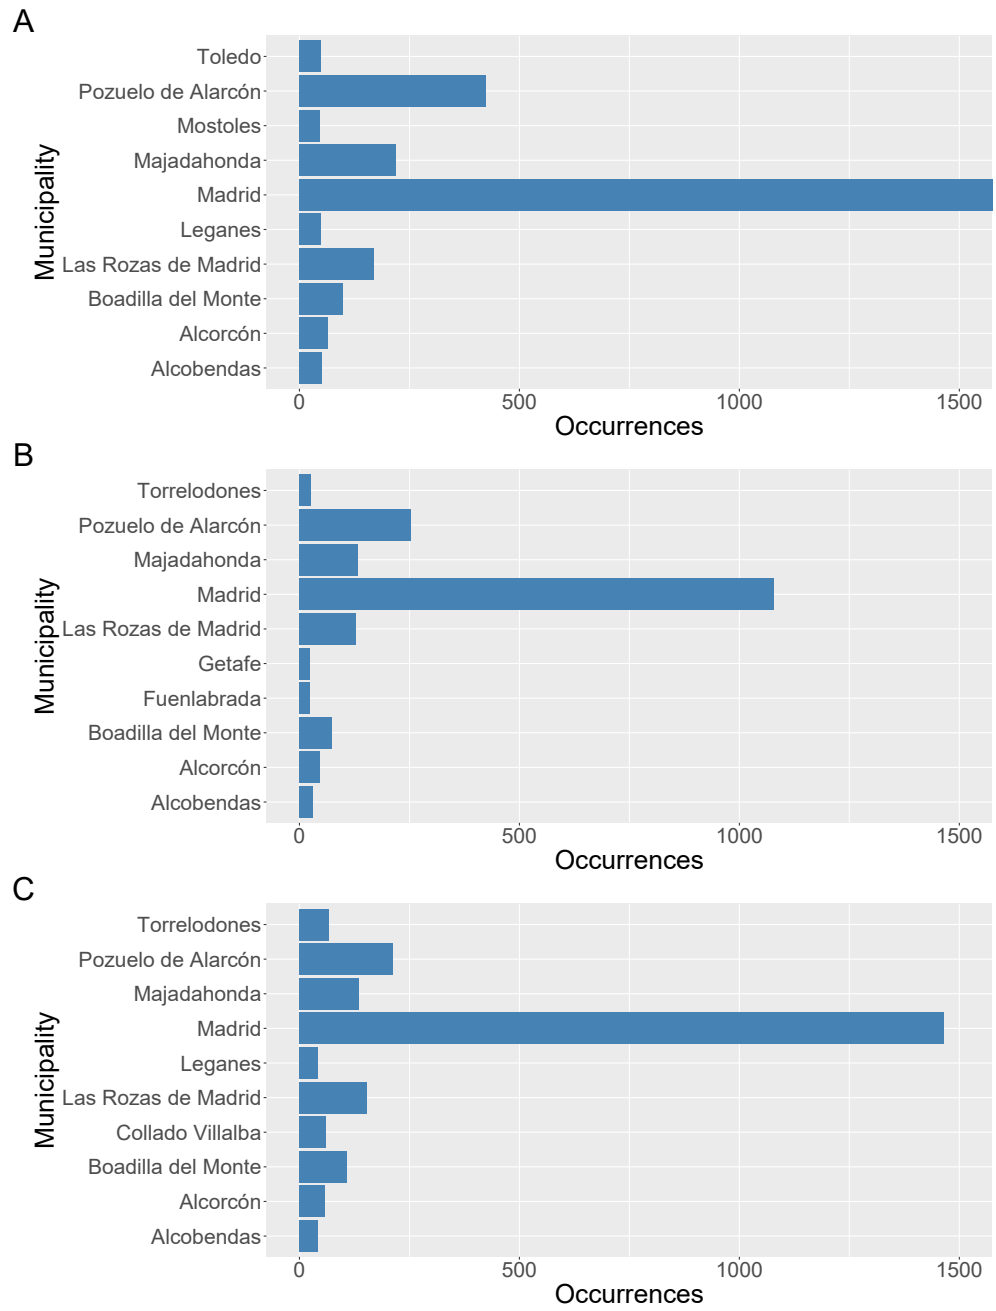 A
Toledo
Pozuelo de Alarcón
Mostoles
Majadahonda
Madrid
Leganes
Las Rozas de Madrid
Boadilla del Monte
Alcorcón
Alcobendas
Municipality
0 500 1000 1500
Occurrences
B
Torrelodones
Pozuelo de Alarcón
Majadahonda
Madrid
Las Rozas de Madrid
Getafe
Fuenlabrada
Boadilla del Monte
Alcorcón
Alcobendas
Municipality
0 500 1000 1500
Occurrences
C
Torrelodones
Pozuelo de Alarcón
Majadahonda
Madrid
Leganes
Las Rozas de Madrid
Collado Villalba
Boadilla del Monte
Alcorcón
Alcobendas
Municipality
0 500 1000 1500
Occurrences